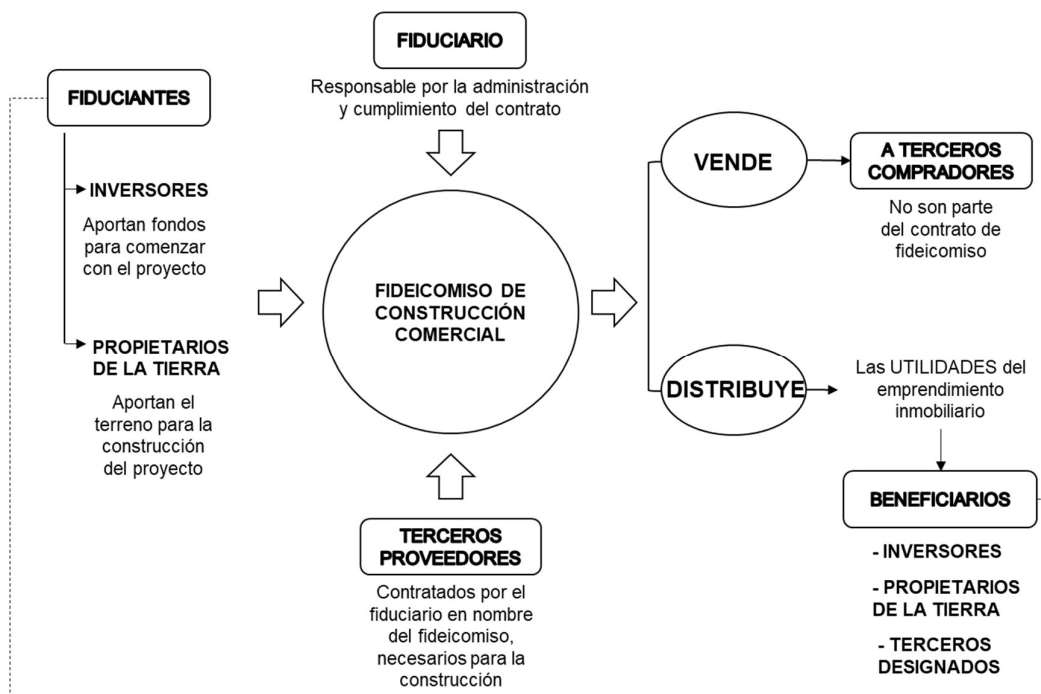 FIDUCIARIO
Responsable por la administración
y cumplimiento del contrato
FIDUCIANTES
INVERSORES
Aportan fondos
para comenzar
con el proyecto
PROPIETARIOS
DE LA TIERRA
Aportan el
terreno para la
construcción
del proyecto
FIDEICOMISO DE
CONSTRUCCIÓN
COMERCIAL
TERCEROS
PROVEEDORES
Contratados por el
fiduciario en nombre
del fideicomiso,
necesarios para la
construcción
VENDE
A TERCEROS
COMPRADORES
No son parte
del contrato de
fideicomiso
DISTRIBUYE
Las UTILIDADES del
emprendimiento
inmobiliario
BENEFICIARIOS
- INVERSORES
- PROPIETARIOS
DE LA TIERRA
- TERCEROS
DESIGNADOS